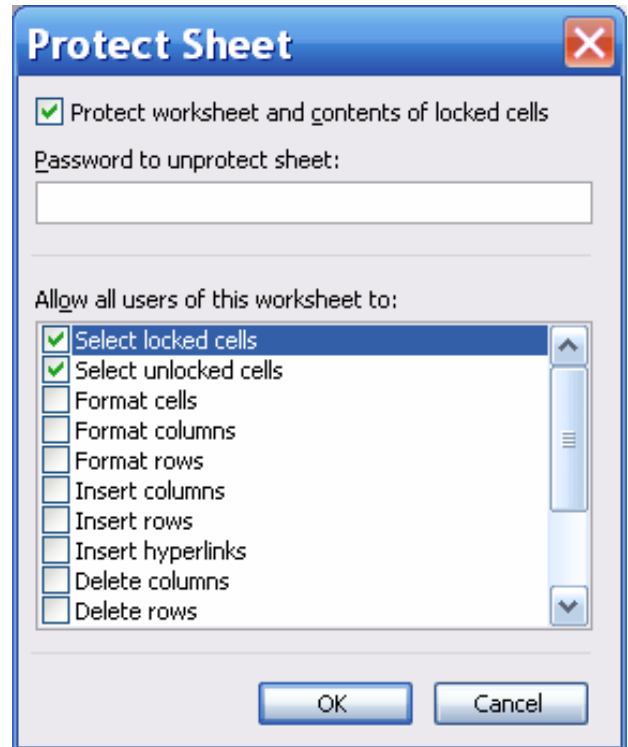 Protect Sheet
Protect worksheet and contents of locked cells
Password to unprotect sheet:
Allow all users of this worksheet to:
Select locked cells
Select unlocked cells
Format cells
Format columns
Format rows
Insert columns
Insert rows
Insert hyperlinks
Delete columns
Delete rows
OK Cancel